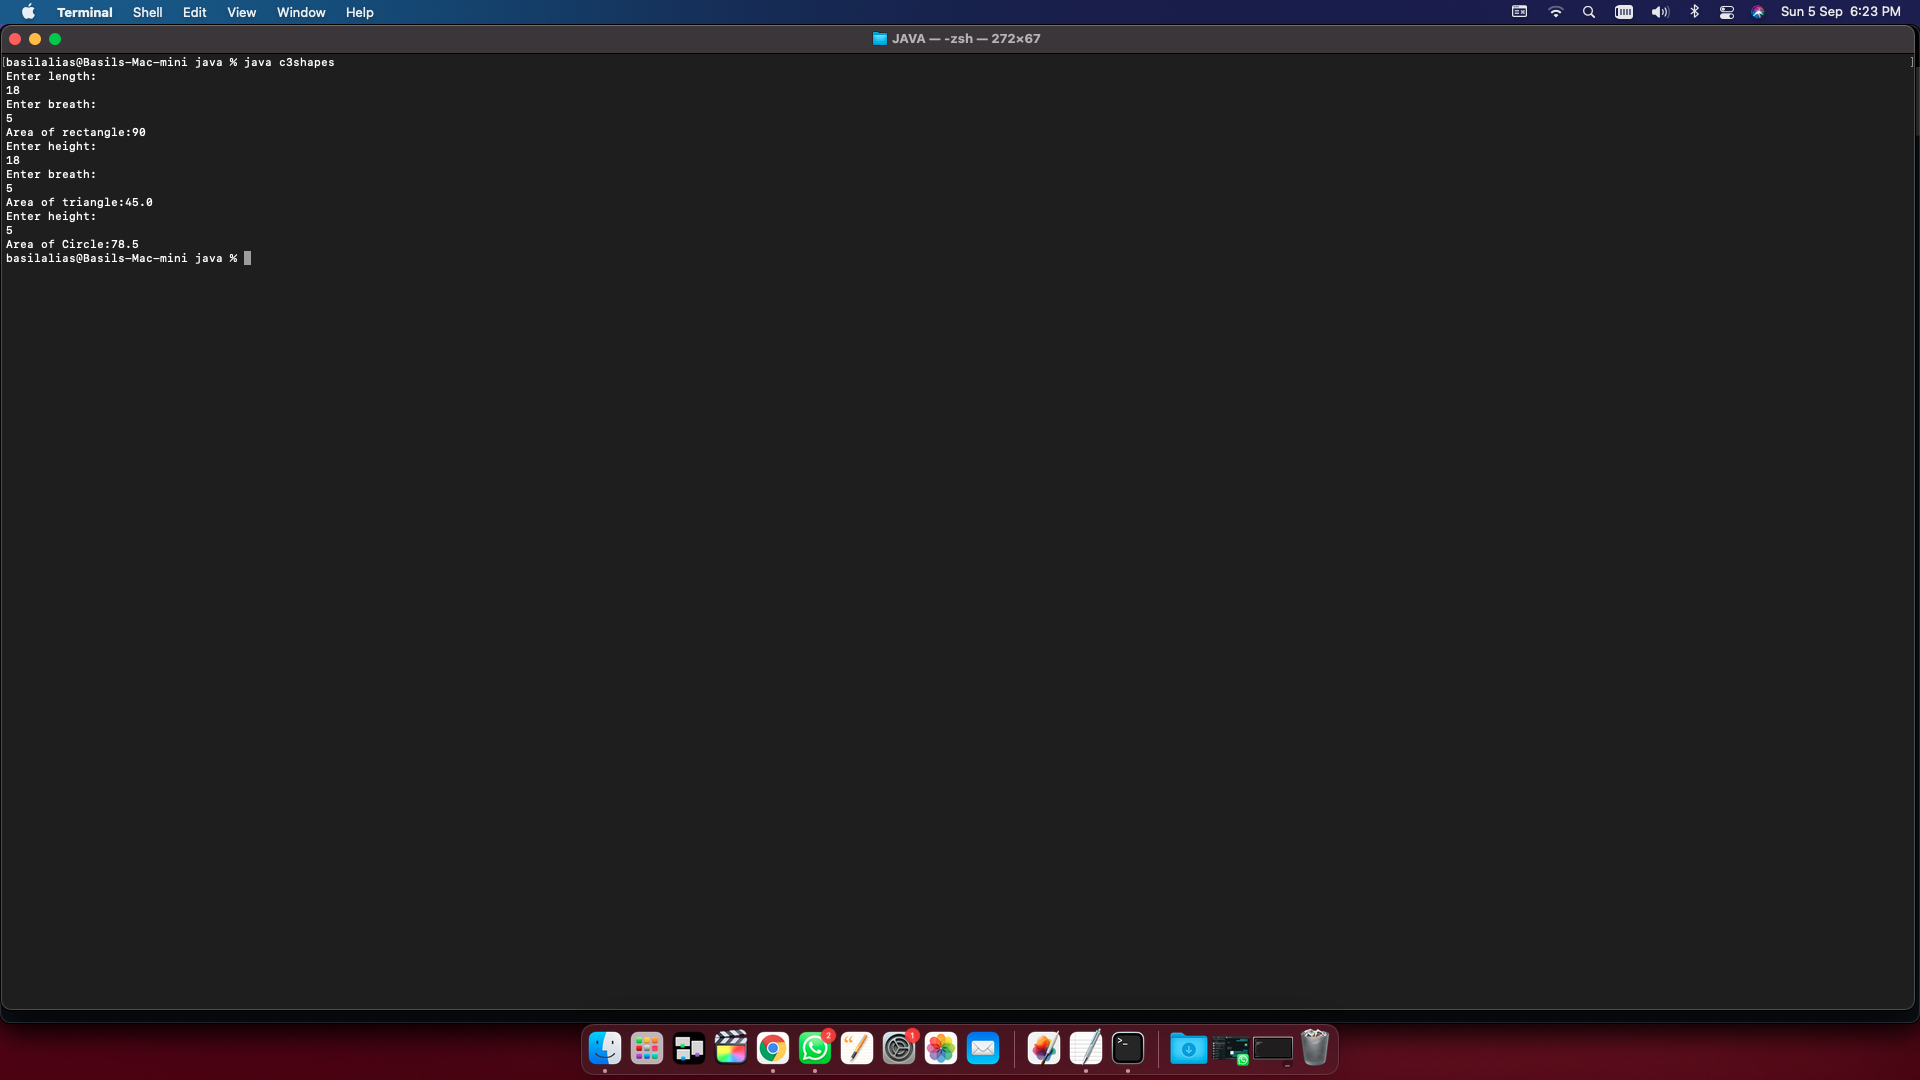 Terminal Shell Edit View Window Help Sun 5 Sep 6:23 PM
JAVA — -zsh — 272×67
[basilalias@Basils-Mac-mini java % java c3shapes ]
Enter length:
18
Enter breath:
5
Area of rectangle:90
Enter height:
18
Enter breath:
5
Area of triangle:45.0
Enter height:
5
Area of Circle:78.5
basilalias@Basils-Mac-mini java %
2 1
>_